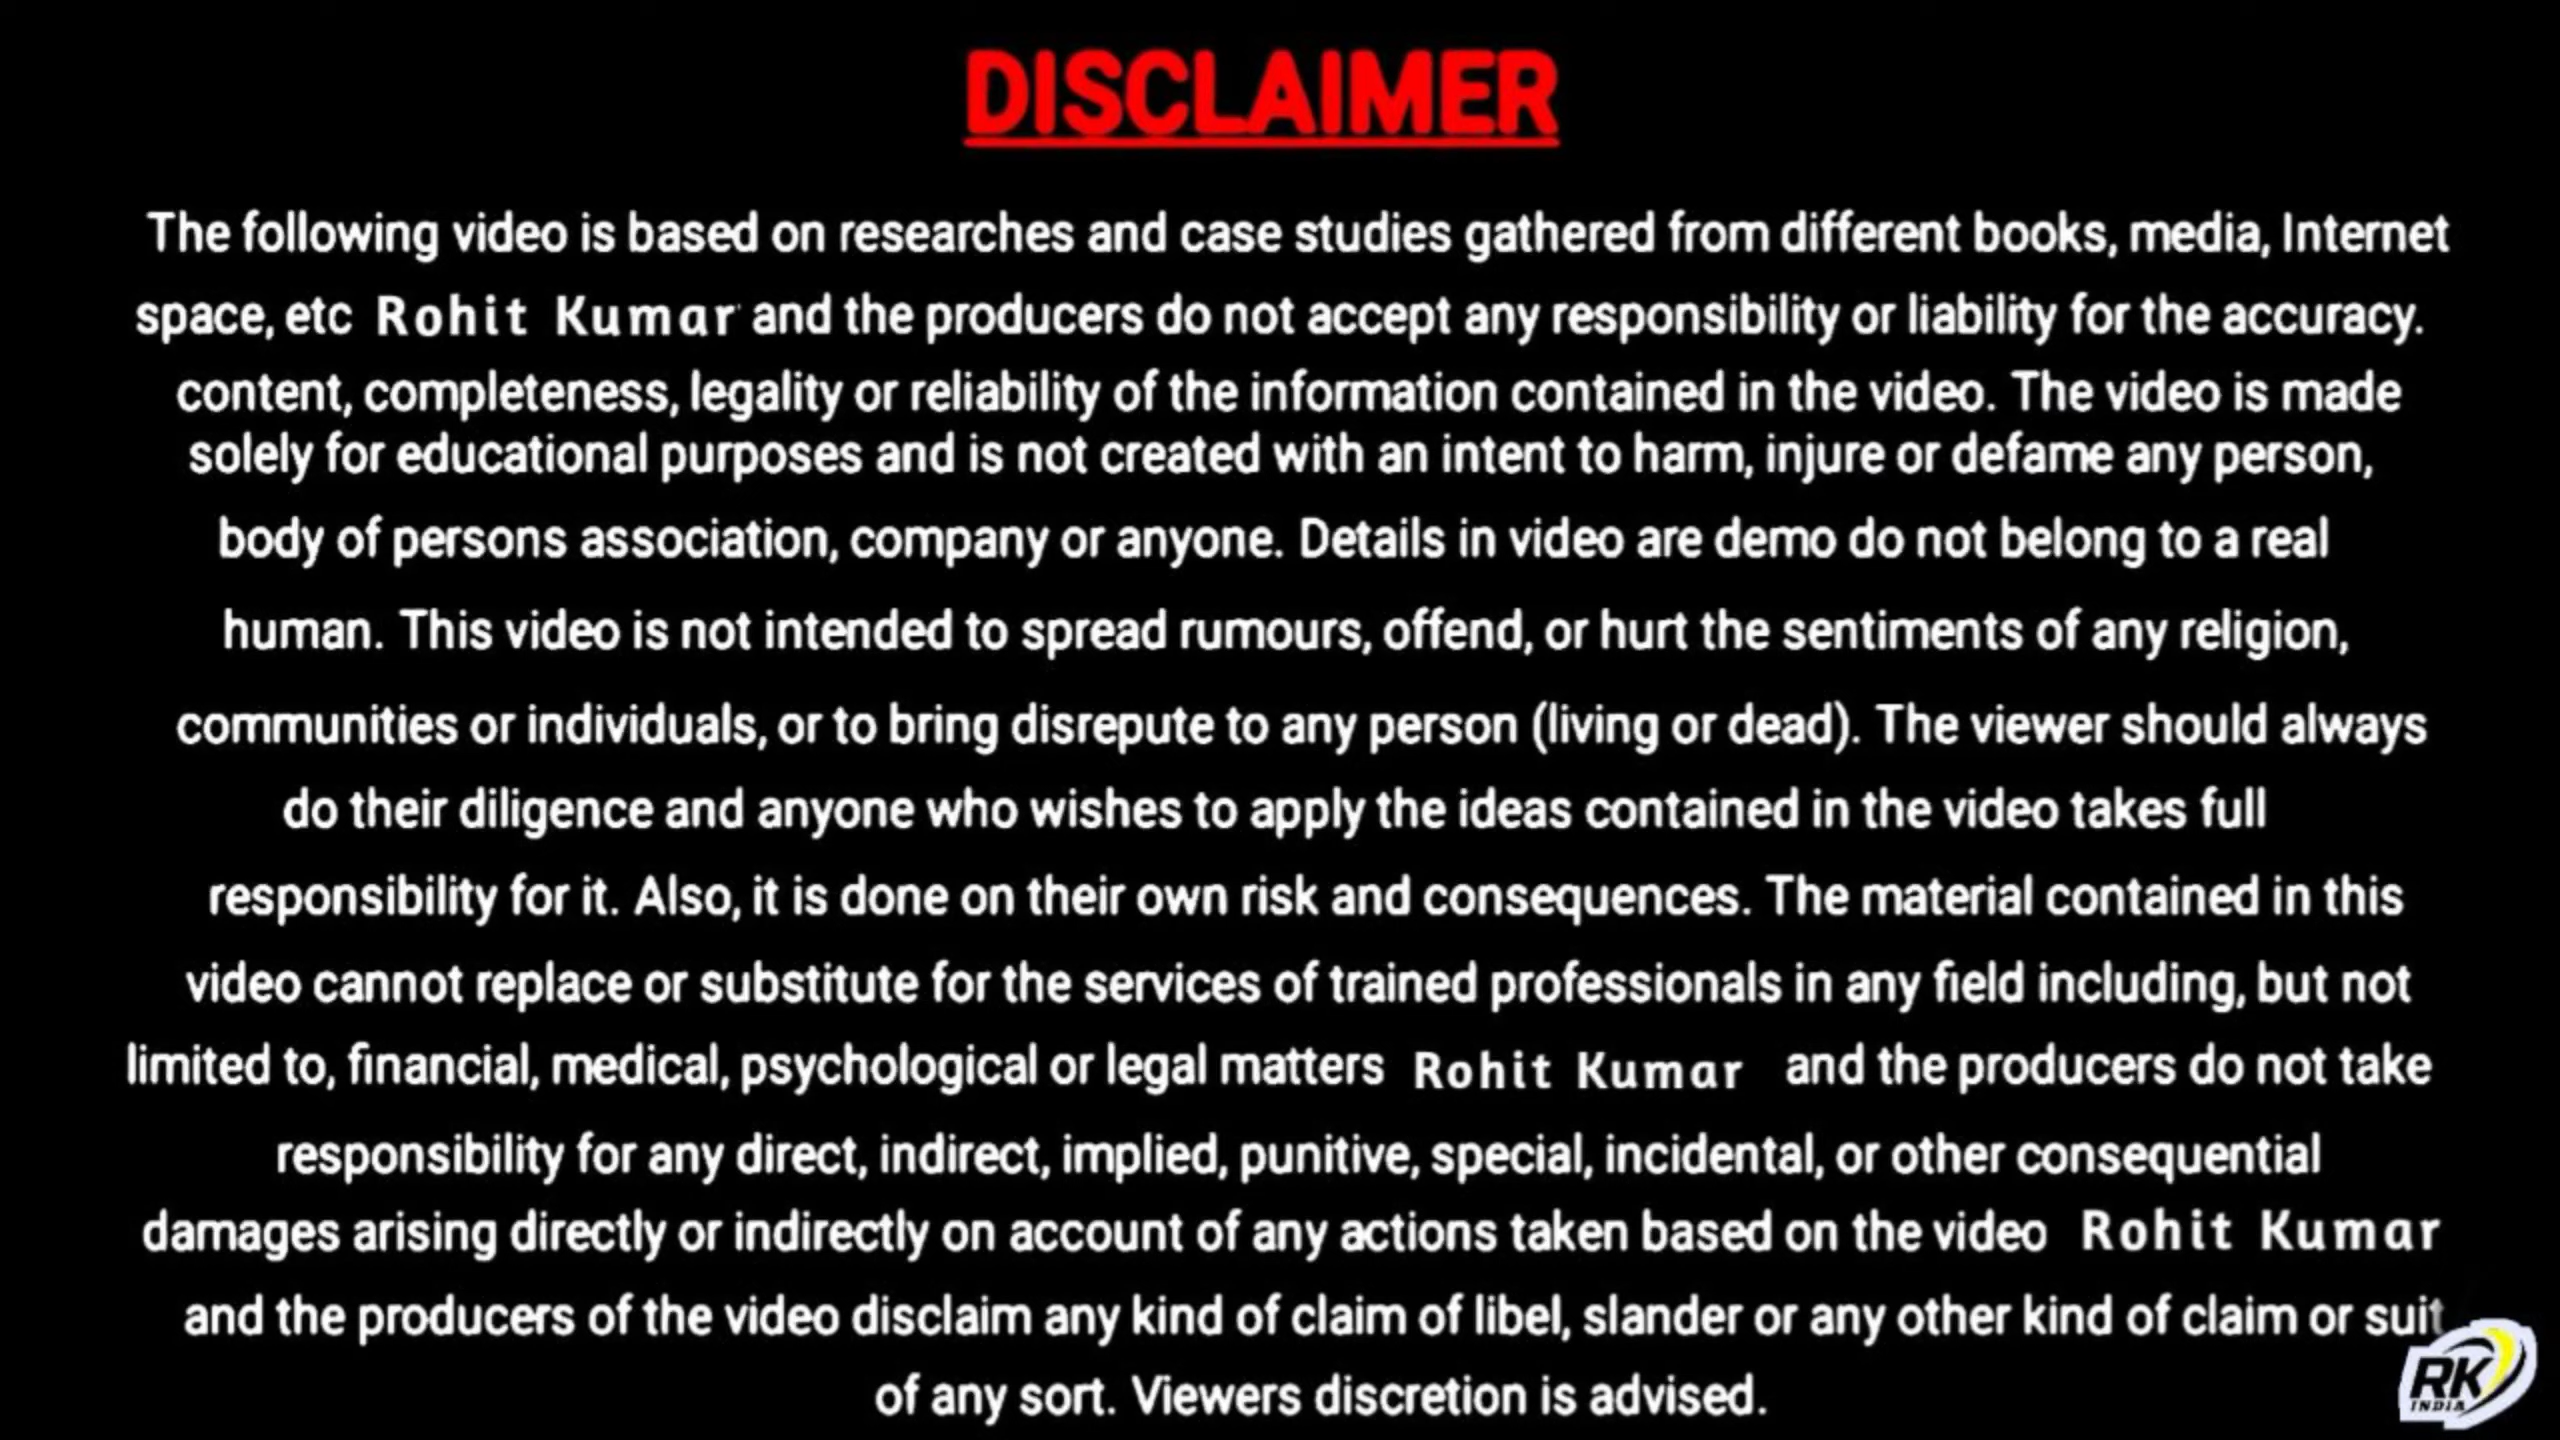 DISCLAIMER
The following video is based on researches and case studies gathered from different books, media, Internet
space, etc Rohit Kumar and the producers do not accept any responsibility or liability for the accuracy.
content, completeness, legality or reliability of the information contained in the video. The video is made
solely for educational purposes and is not created with an intent to harm, injure or defame any person,
body of persons association, company or anyone. Details in video are demo do not belong to a real
human. This video is not intended to spread rumours, offend, or hurt the sentiments of any religion,
communities or individuals, or to bring disrepute to any person (living or dead). The viewer should always
do their diligence and anyone who wishes to apply the ideas contained in the video takes full
responsibility for it. Also, it is done on their own risk and consequences. The material contained in this
video cannot replace or substitute for the services of trained professionals in any field including, but not
limited to, financial, medical, psychological or legal matters Rohit Kumar and the producers do not take
responsibility for any direct, indirect, implied, punitive, special, incidental, or other consequential
damages arising directly or indirectly on account of any actions taken based on the video Rohit Kumar
and the producers of the video disclaim any kind of claim of libel, slander or any other kind of claim or suit
of any sort. Viewers discretion is advised.
RK
INDIA